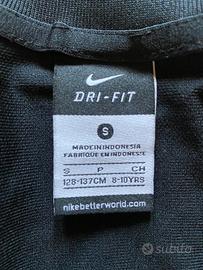 DRI-FIT
S
MADE IN INDONESIA
FABRIQUE EN INDONESIE
S P CH
128-137CM 8-10YRS
nikebetterworld.com
subito